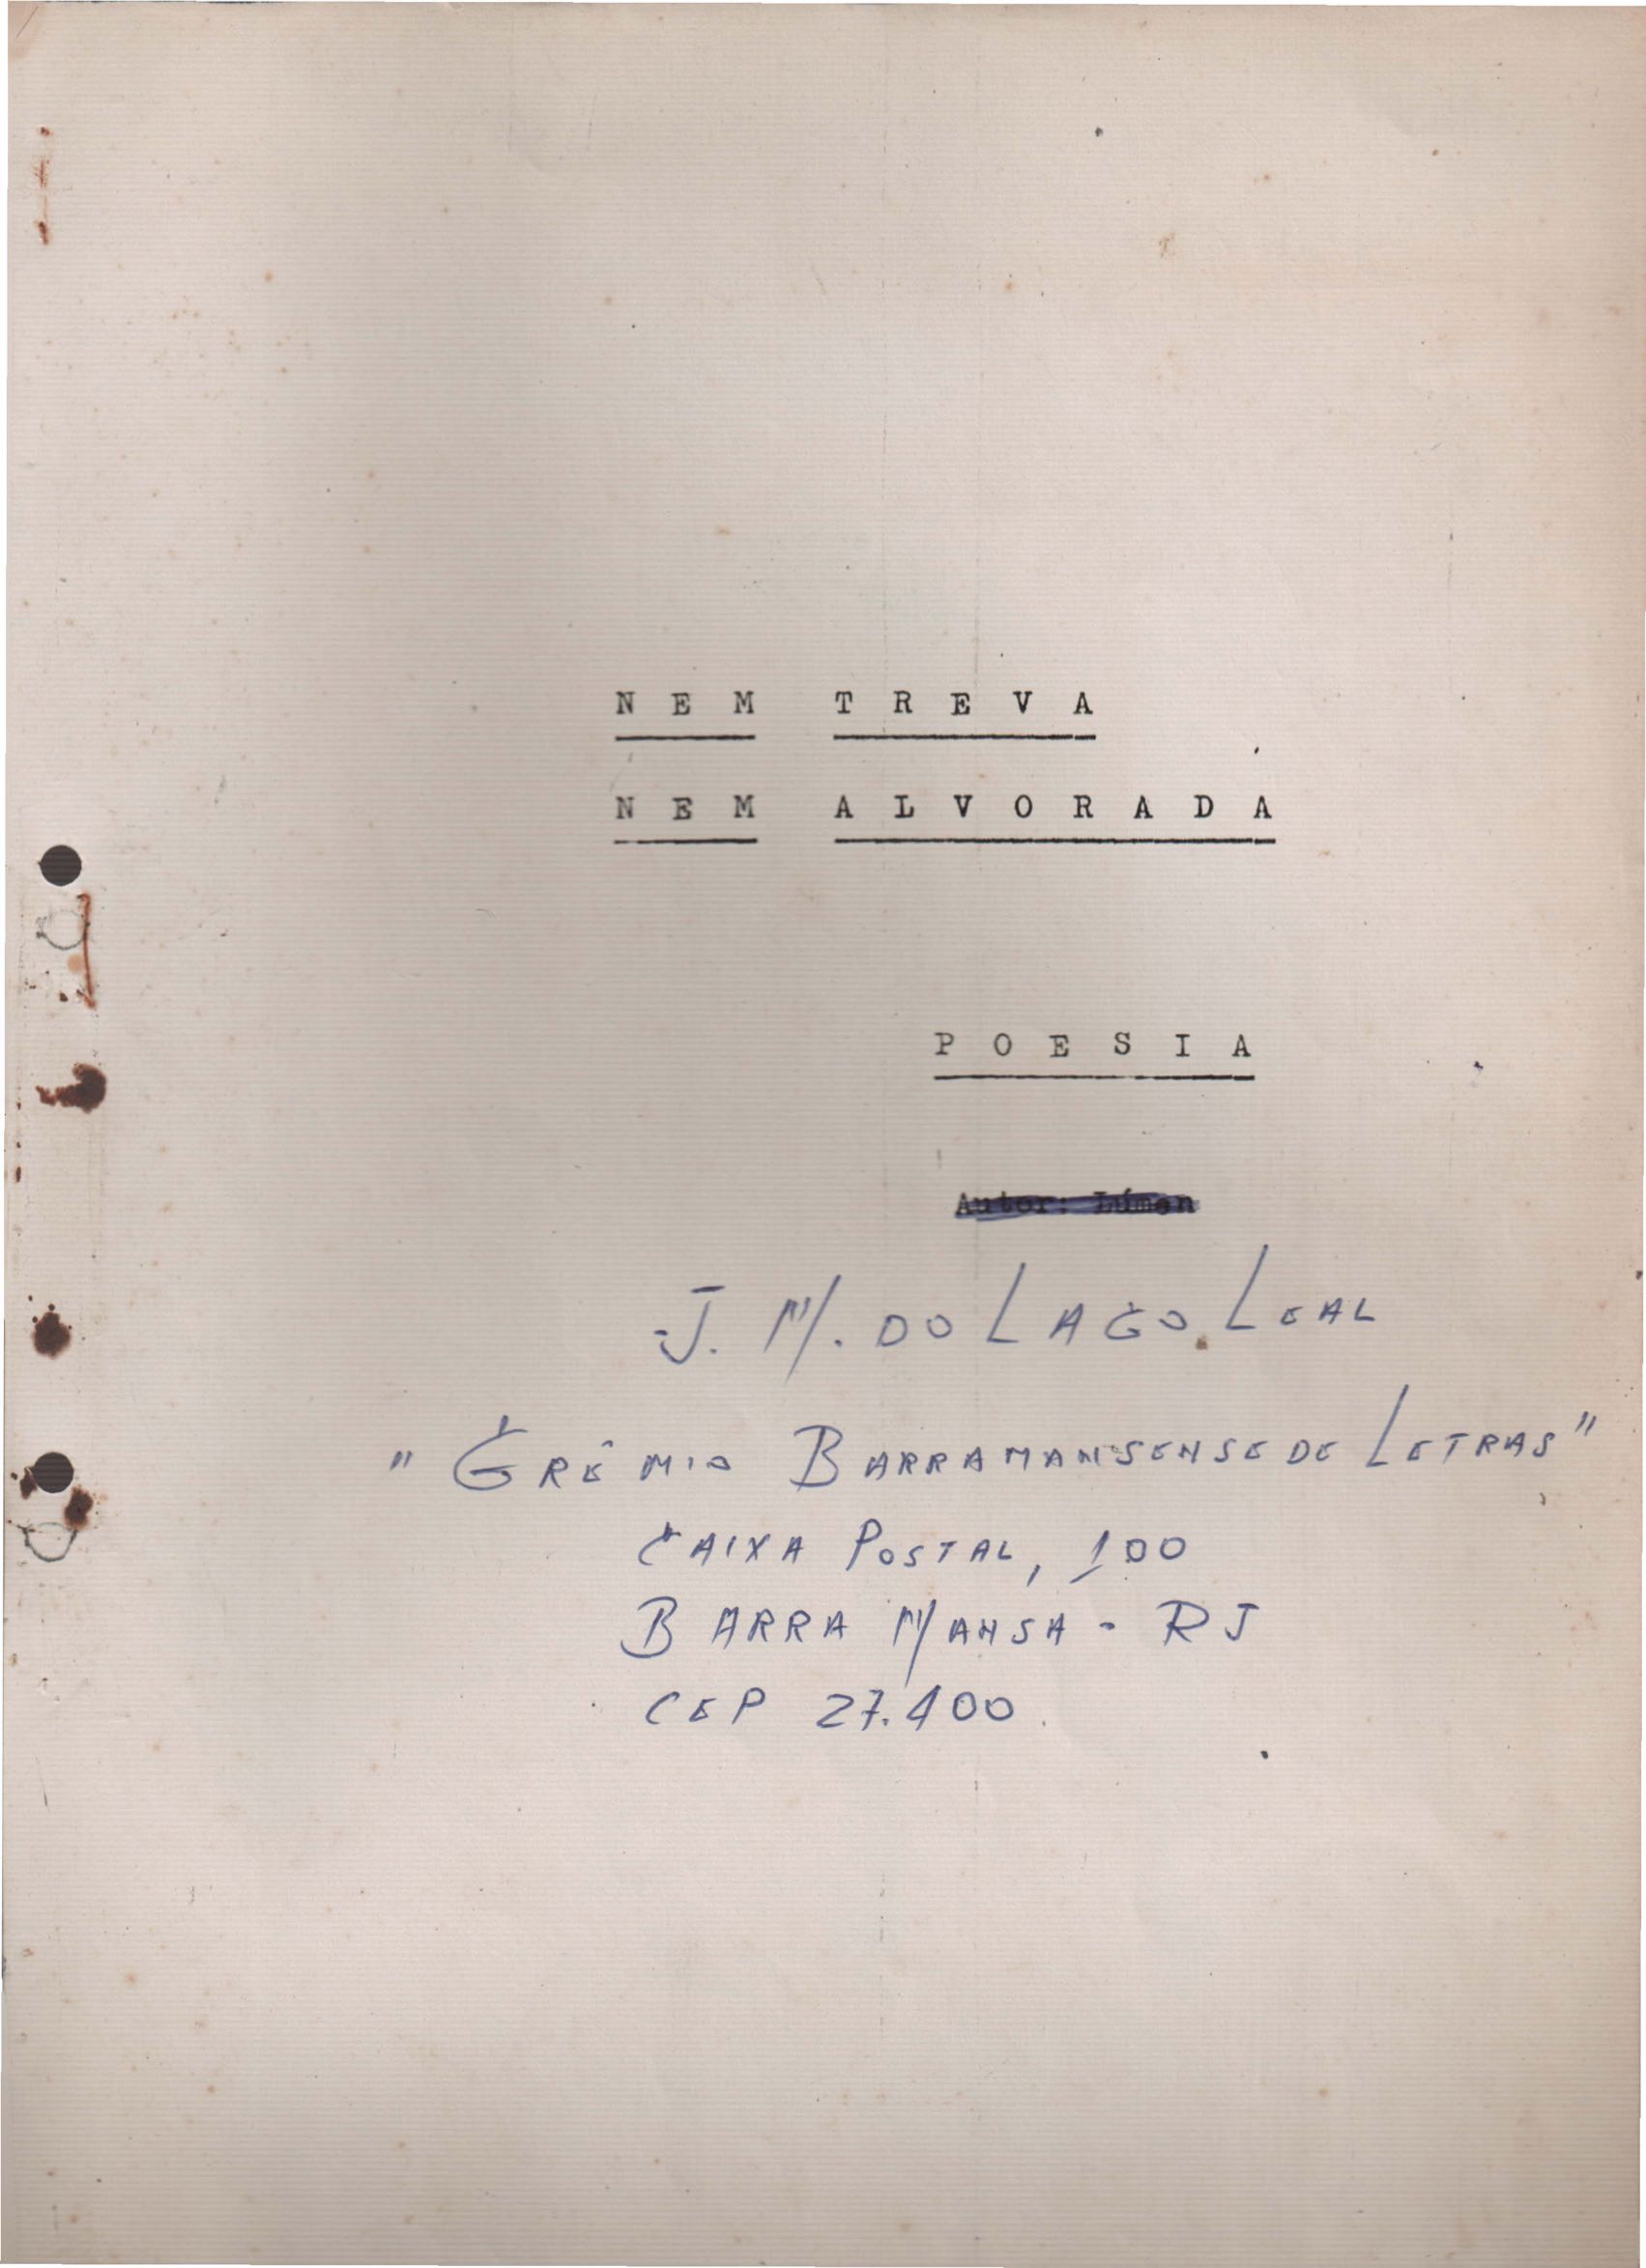 NEM TREVA
NEM ALVORADA
POESIA
Autor: Lúmen
J. M. DO LAGO LEAL
"GRÊMIO BARRAMANSENSE DE LETRAS"
CAIXA POSTAL, 100
BARRA MANSA - RJ
CEP 27.400